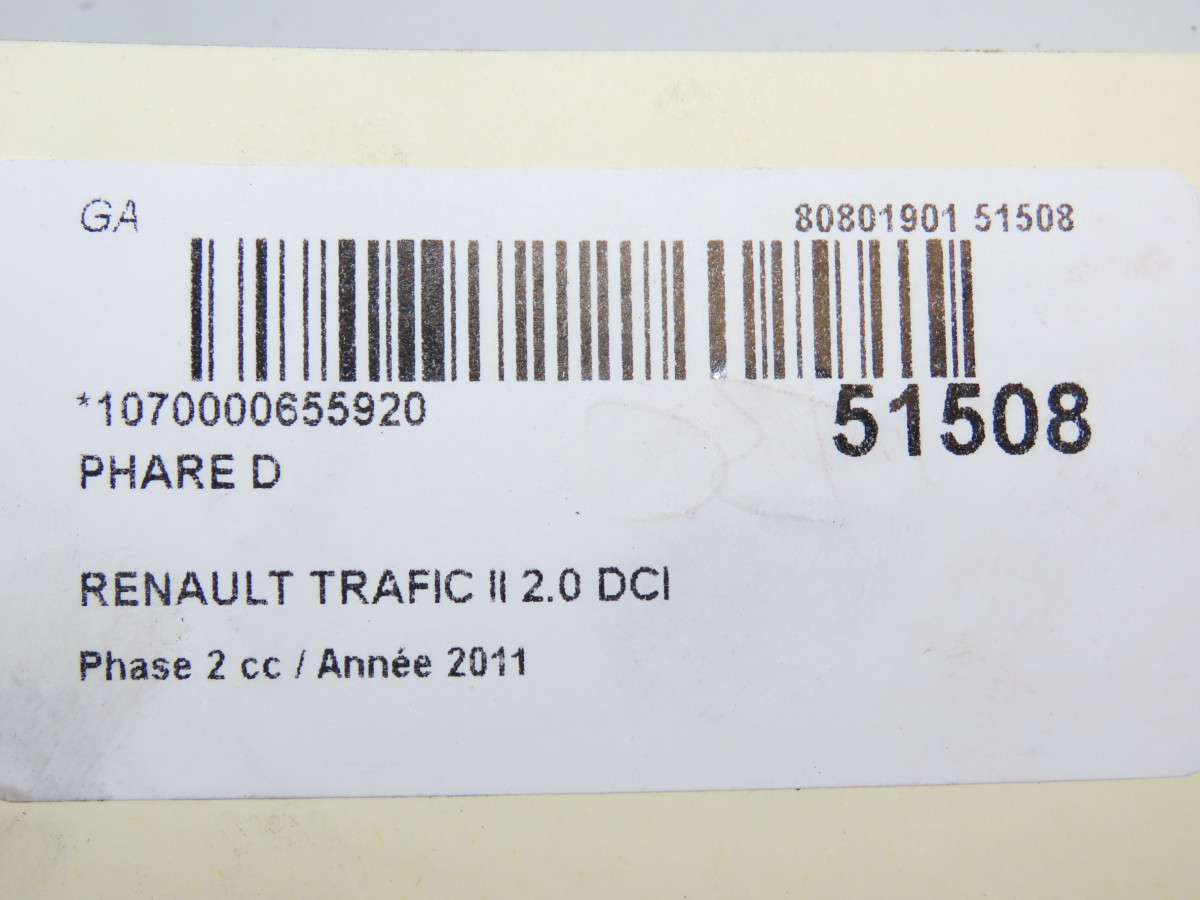 GA 80801901 51508
*1070000655920 51508
PHARE D
RENAULT TRAFIC II 2.0 DCI
Phase 2 cc / Année 2011